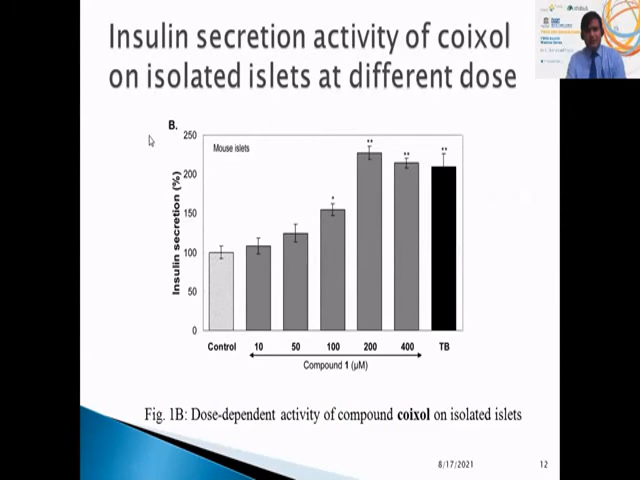 Insulin secretion activity of coixol
on isolated islets at different dose
B.
Mouse islets
Insulin secretion (%)
250
200
150
100
50
0
*
**
**
**
Control 10 50 100 200 400 TB
Compound 1 (µM)
Fig. 1B: Dose-dependent activity of compound coixol on isolated islets
8/17/2021 12